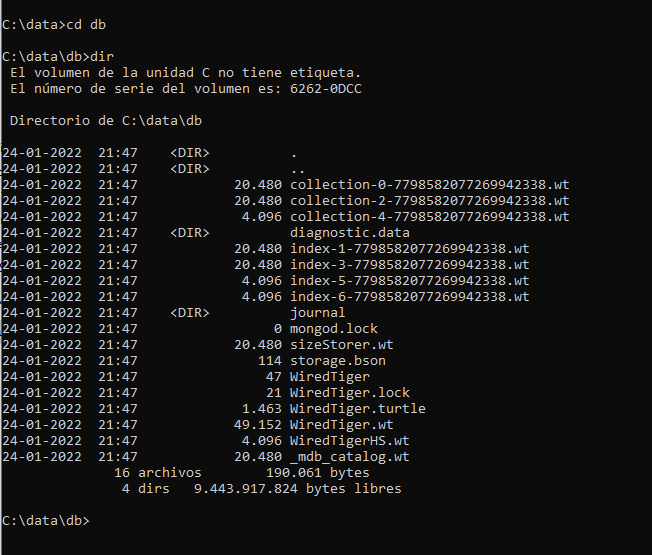 C:\data>cd db
C:\data\db>dir
El volumen de la unidad C no tiene etiqueta.
El número de serie del volumen es: 6262-0DCC
Directorio de C:\data\db
24-01-2022  21:47    <DIR>          .
24-01-2022  21:47    <DIR>          ..
24-01-2022  21:47            20.480 collection-0-7798582077269942338.wt
24-01-2022  21:47            20.480 collection-2-7798582077269942338.wt
24-01-2022  21:47             4.096 collection-4-7798582077269942338.wt
24-01-2022  21:47    <DIR>          diagnostic.data
24-01-2022  21:47            20.480 index-1-7798582077269942338.wt
24-01-2022  21:47            20.480 index-3-7798582077269942338.wt
24-01-2022  21:47             4.096 index-5-7798582077269942338.wt
24-01-2022  21:47             4.096 index-6-7798582077269942338.wt
24-01-2022  21:47    <DIR>          journal
24-01-2022  21:47                 0 mongod.lock
24-01-2022  21:47            20.480 sizeStorer.wt
24-01-2022  21:47               114 storage.bson
24-01-2022  21:47                47 WiredTiger
24-01-2022  21:47                21 WiredTiger.lock
24-01-2022  21:47             1.463 WiredTiger.turtle
24-01-2022  21:47            49.152 WiredTiger.wt
24-01-2022  21:47             4.096 WiredTigerHS.wt
24-01-2022  21:47            20.480 _mdb_catalog.wt
16 archivos        190.061 bytes
4 dirs   9.443.917.824 bytes libres
C:\data\db>